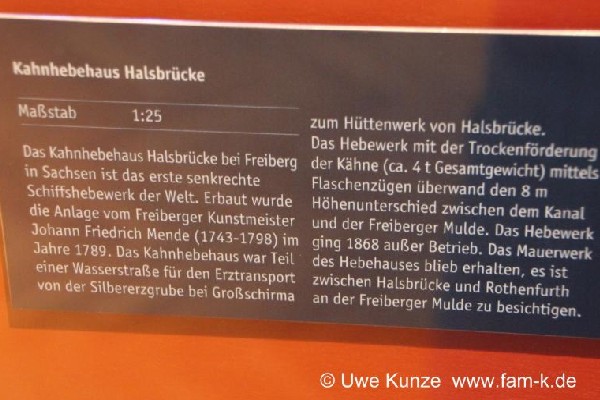 Kahnhebehaus Halsbrücke
Maßstab 1:25
Das Kahnhebehaus Halsbrücke bei Freiberg
in Sachsen ist das erste senkrechte
Schiffshebewerk der Welt. Erbaut wurde
die Anlage vom Freiberger Kunstmeister
Johann Friedrich Mende (1743-1798) im
Jahre 1789. Das Kahnhebehaus war Teil
einer Wasserstraße für den Erztransport
von der Silbererzgrube bei Großschirma
zum Hüttenwerk von Halsbrücke.
Das Hebewerk mit der Trockenförderung
der Kähne (ca. 4 t Gesamtgewicht) mittels
Flaschenzügen überwand den 8 m
Höhenunterschied zwischen dem Kanal
und der Freiberger Mulde. Das Hebewerk
ging 1868 außer Betrieb. Das Mauerwerk
des Hebehauses blieb erhalten, es ist
zwischen Halsbrücke und Rothenfurth
an der Freiberger Mulde zu besichtigen.
© Uwe Kunze www.fam-k.de